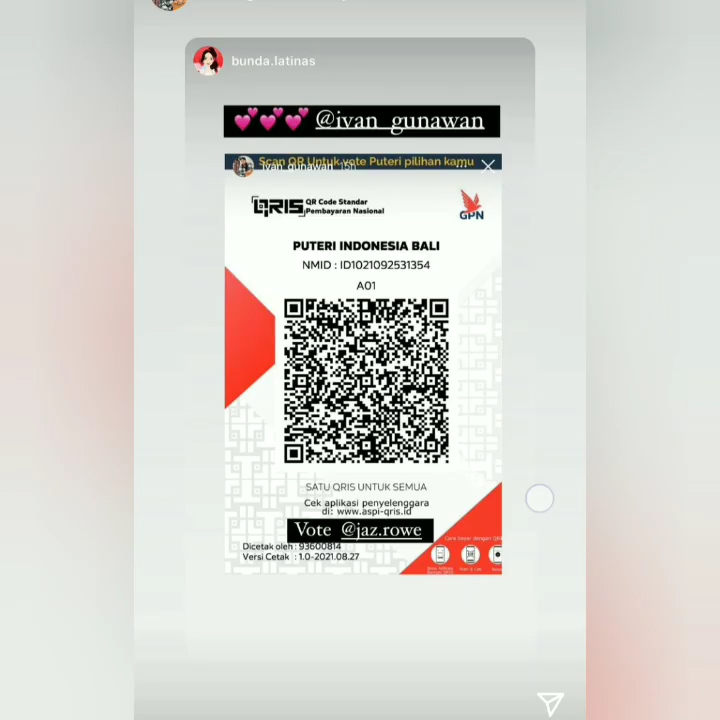 bunda.latinas
💕💕💕 @ivan_gunawan
Scan QR Untuk vote Puteri pilihan kamu
ivan_gunawan 15h
QRIS QR Code Standar
Pembayaran Nasional
GPN
PUTERI INDONESIA BALI
NMID : ID1021092531354
A01
SATU QRIS UNTUK SEMUA
Cek aplikasi penyelenggara
di: www.aspi-qris.id
Vote @jaz.rowe
Dicetak oleh : 93600814
Versi Cetak : 1.0-2021.08.27